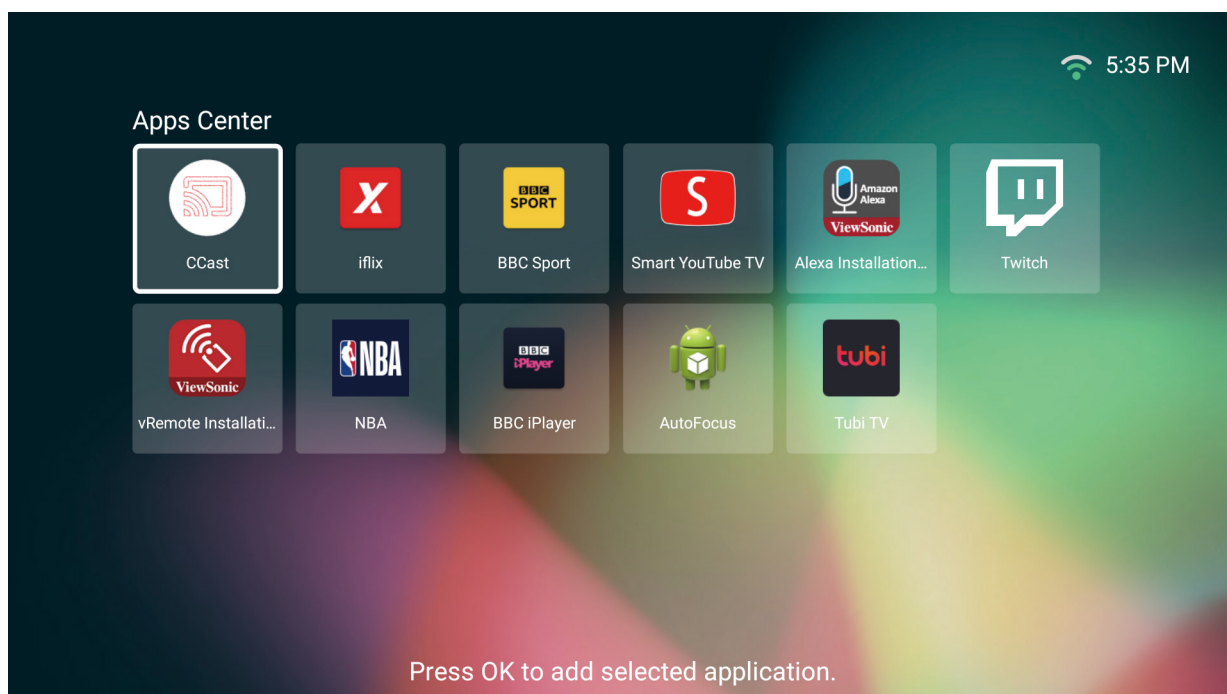 5:35 PM
Apps Center
X
BBC
SPORT
S
Amazon
Alexa
ViewSonic
CCast
iflix
BBC Sport
Smart YouTube TV
Alexa Installation...
Twitch
ViewSonic
NBA
BBC
iPlayer
tubi
vRemote Installati...
NBA
BBC iPlayer
AutoFocus
Tubi TV
Press OK to add selected application.